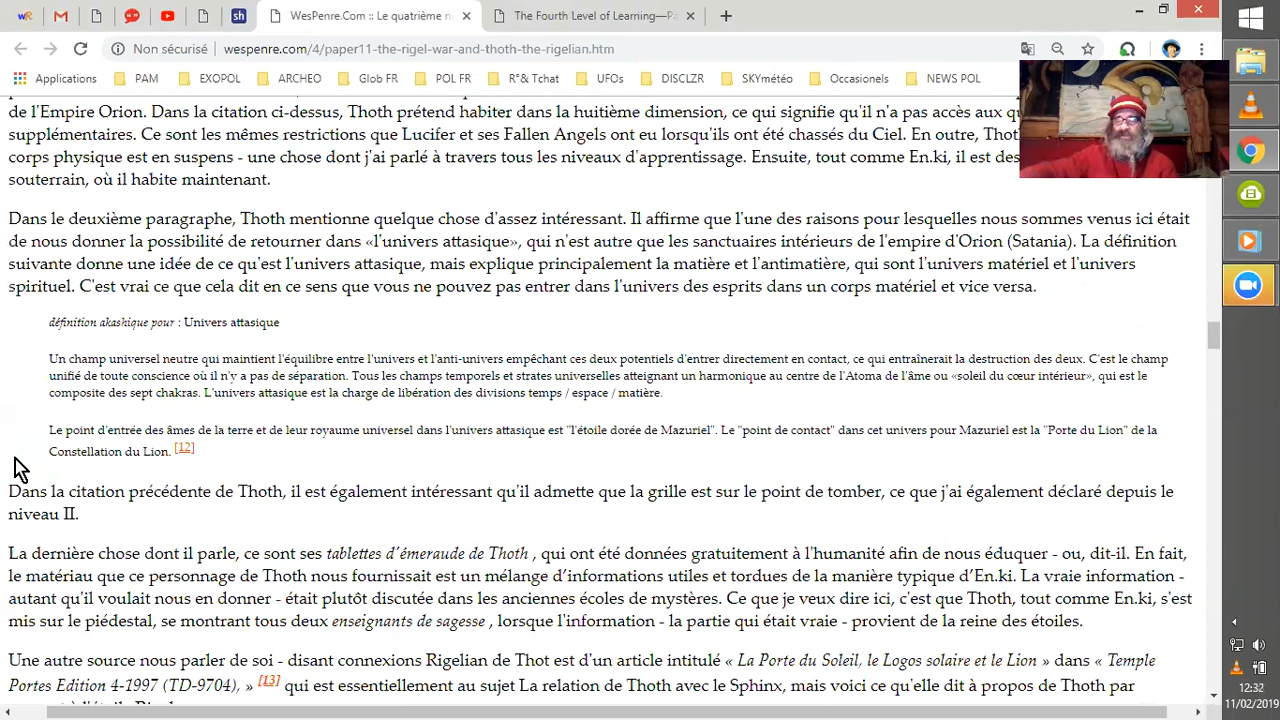 WesPenre.Com :: Le quatrième n
The Fourth Level of Learning—Pa
Non sécurisé wespenre.com/4/paper11-the-rigel-war-and-thoth-the-rigelian.htm
Applications PAM EXOPOL ARCHEO Glob FR POL FR R°& Tchat UFOs DISCLZR SKYmétéo Occasionels NEWS POL
de l'Empire Orion. Dans la citation ci-dessus, Thoth prétend habiter dans la huitième dimension, ce qui signifie qu'il n'a pas accès aux
supplémentaires. Ce sont les mêmes restrictions que Lucifer et ses Fallen Angels ont eu lorsqu'ils ont été chassés du Ciel. En outre,
corps physique est en suspens - une chose dont j'ai parlé à travers tous les niveaux d'apprentissage. Ensuite, tout comme En.ki, il est
souterrain, où il habite maintenant.
Dans le deuxième paragraphe, Thoth mentionne quelque chose d'assez intéressant. Il affirme que l'une des raisons pour lesquelles nous sommes venus ici était
de nous donner la possibilité de retourner dans «l'univers attasique», qui n'est autre que les sanctuaires intérieurs de l'empire d'Orion (Satania). La définition
suivante donne une idée de ce qu'est l'univers attasique, mais explique principalement la matière et l'antimatière, qui sont l'univers matériel et l'univers
spirituel. C'est vrai ce que cela dit en ce sens que vous ne pouvez pas entrer dans l'univers des esprits dans un corps matériel et vice versa.
définition akashique pour : Univers attasique
Un champ universel neutre qui maintient l'équilibre entre l'univers et l'anti-univers empêchant ces deux potentiels d'entrer directement en contact, ce qui entraînerait la destruction des deux. C'est le champ
unifié de toute conscience où il n'y a pas de séparation. Tous les champs temporels et strates universelles atteignant un harmonique au centre de l'Atoma de l'âme ou «soleil du cœur intérieur», qui est le
composite des sept chakras. L'univers attasique est la charge de libération des divisions temps / espace / matière.
Le point d'entrée des âmes de la terre et de leur royaume universel dans l'univers attasique est "l'étoile dorée de Mazuriel". Le "point de contact" dans cet univers pour Mazuriel est la "Porte du Lion" de la
Constellation du Lion. [12]
Dans la citation précédente de Thoth, il est également intéressant qu'il admette que la grille est sur le point de tomber, ce que j'ai également déclaré depuis le
niveau II.
La dernière chose dont il parle, ce sont ses tablettes d'émeraude de Thoth , qui ont été données gratuitement à l'humanité afin de nous éduquer - ou, dit-il. En fait,
le matériau que ce personnage de Thoth nous fournissait est un mélange d'informations utiles et tordues de la manière typique d'En.ki. La vraie information -
autant qu'il voulait nous en donner - était plutôt discutée dans les anciennes écoles de mystères. Ce que je veux dire ici, c'est que Thoth, tout comme En.ki, s'est
mis sur le piédestal, se montrant tous deux enseignants de sagesse , lorsque l'information - la partie qui était vraie - provient de la reine des étoiles.
Une autre source nous parler de soi - disant connexions Rigelian de Thot est d'un article intitulé « La Porte du Soleil, le Logos solaire et le Lion » dans « Temple
Portes Edition 4-1997 (TD-9704), » [13] qui est essentiellement au sujet la relation de Thoth avec le Sphinx, mais voici ce qu'elle dit à propos de Thoth par
12:32
11/02/2019